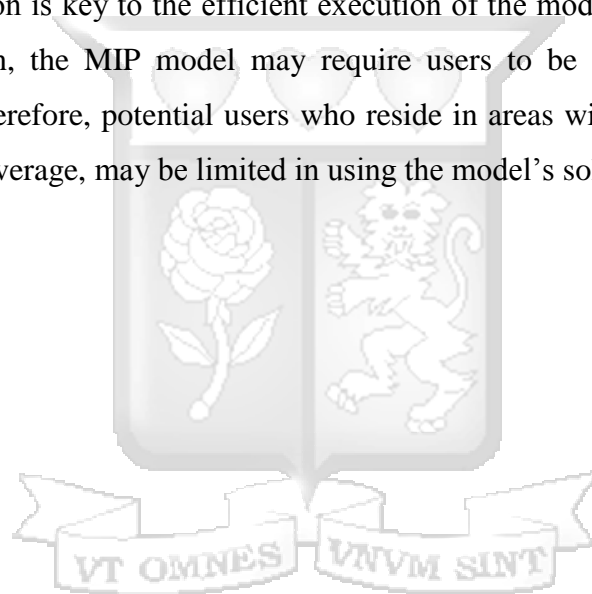 on is key to the efficient execution of the mod
n, the MIP model may require users to be
erefore, potential users who reside in areas wi
verage, may be limited in using the model's so
VT OMNES VNVM SINT